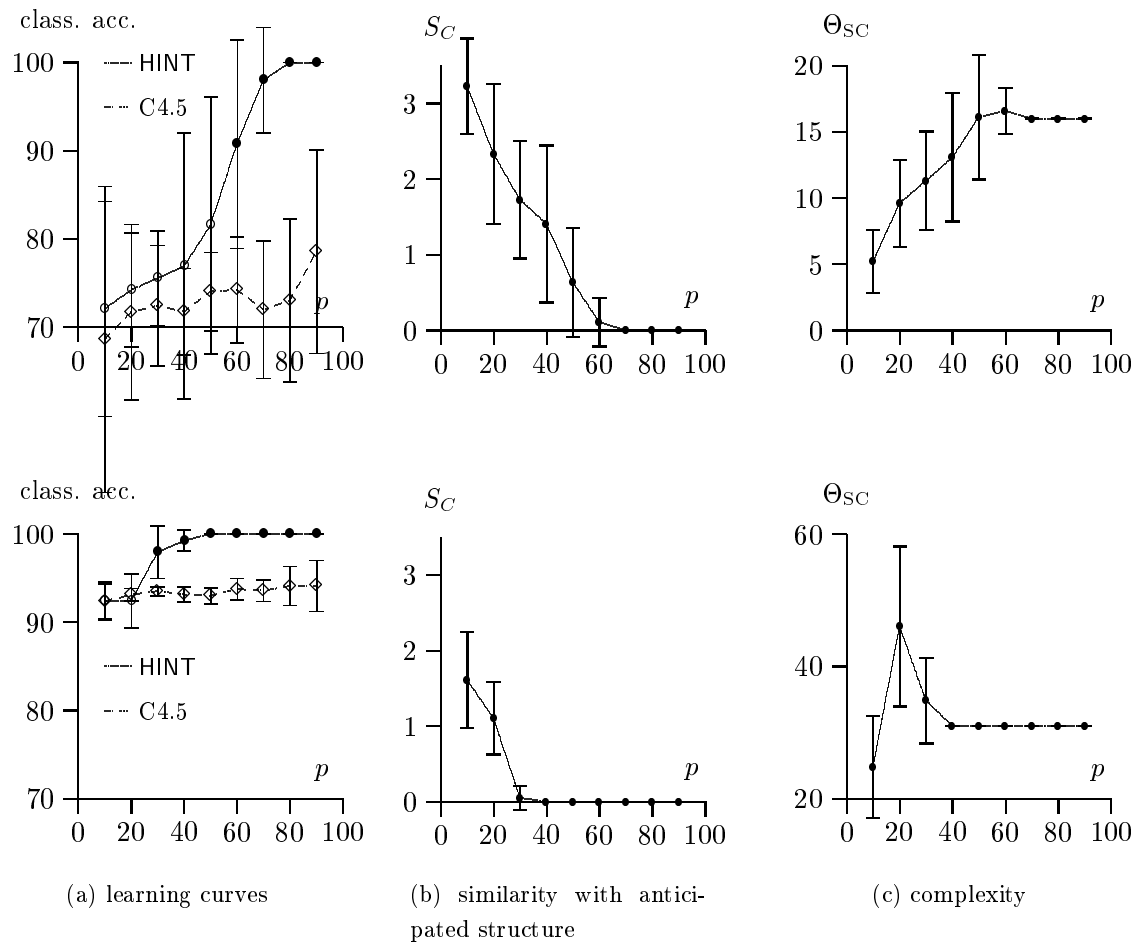 class. acc.
100
90
80
70
0 20 40 60 80 100
HINT
C4.5
p
S_C
3
2
1
0
0 20 40 60 80 100
p
Θ_SC
20
15
10
5
0
0 20 40 60 80 100
p
class. acc.
100
90
80
70
0 20 40 60 80 100
HINT
C4.5
p
S_C
3
2
1
0
0 20 40 60 80 100
p
Θ_SC
60
40
20
0 20 40 60 80 100
p
(a) learning curves
(b) similarity with antici-
pated structure
(c) complexity